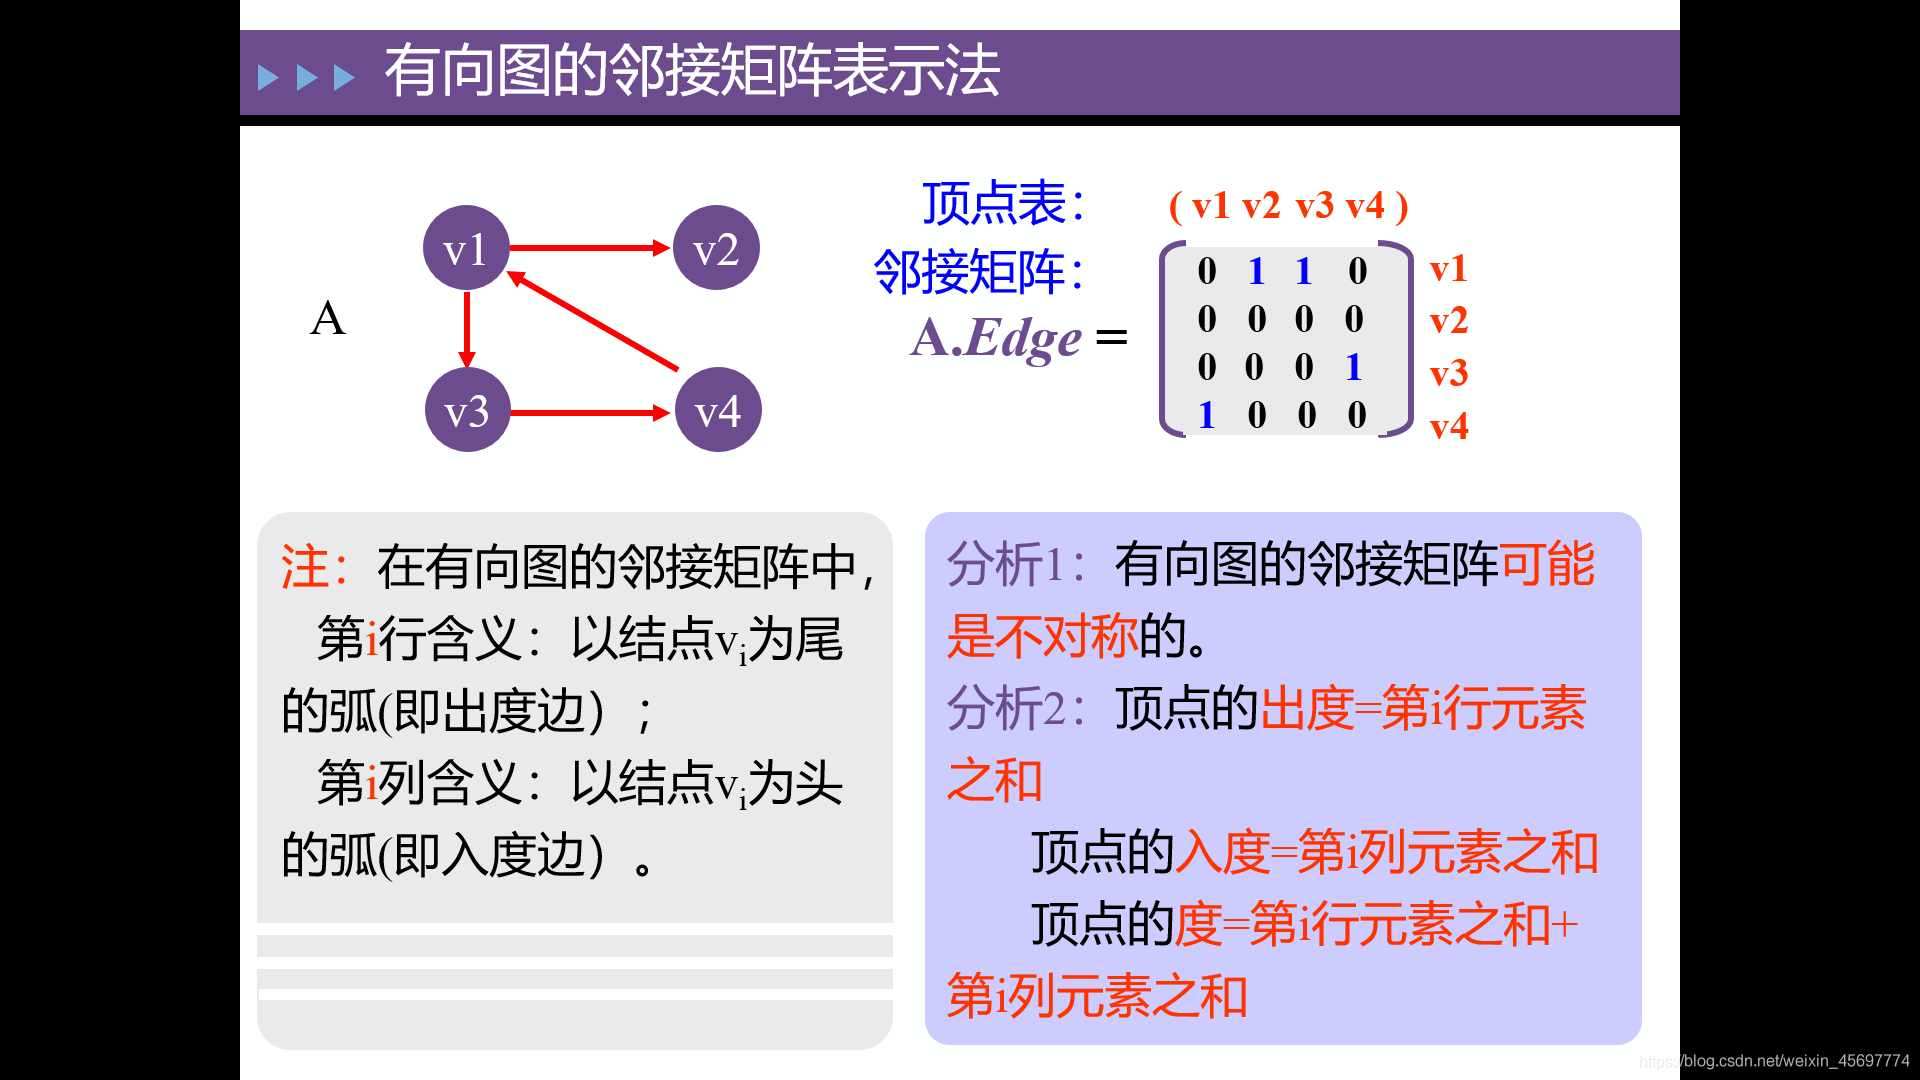 有向图的邻接矩阵表示法
A
v1
v2
v3
v4
顶点表：
( v1 v2 v3 v4 )
邻接矩阵：
A.Edge =
0 1 1 0 v1
0 0 0 0 v2
0 0 0 1 v3
1 0 0 0 v4
注：在有向图的邻接矩阵中，
第i行含义：以结点vi为尾
的弧(即出度边）；
第i列含义：以结点vi为头
的弧(即入度边）。
分析1：有向图的邻接矩阵可能
是不对称的。
分析2：顶点的出度=第i行元素
之和
顶点的入度=第i列元素之和
顶点的度=第i行元素之和+
第i列元素之和
https://blog.csdn.net/weixin_45697774